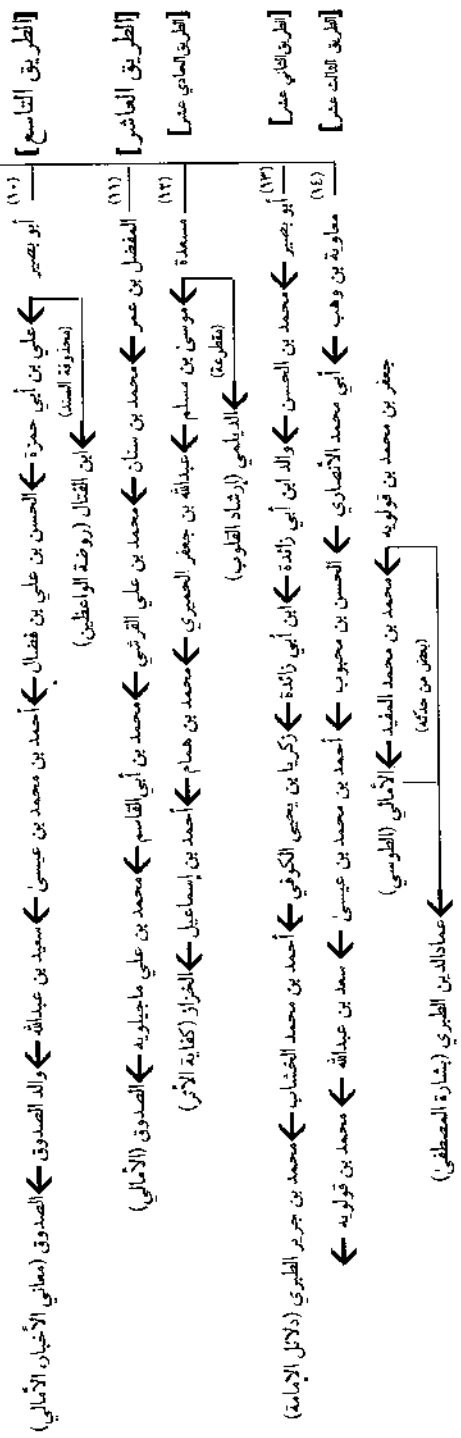 [الطريق التاسع]
(١٠)
أبو بصير
علي بن أبي حمزة ← الحسن بن علي بن فضال ← أحمد بن محمد بن عيسى ← سعيد بن عبدالله ← والد الصدوق ← الصدوق (معاني الأخبار، الأمالي)
(محذوفة السند)
ابن الفتال (روضة الواعظين)
[الطريق العاشر]
(١١)
المفضل بن عمر ← محمد بن سنان ← محمد بن علي القرشي ← محمد بن أبي القاسم ← محمد بن علي ماجيلويه ← الصدوق (الأمالي)
[الطريق الحادي عشر]
(١٢)
مسعدة
موسى بن مسلم ← عبدالله بن جعفر الحميري ← محمد بن همام ← أحمد بن إسماعيل ← الخزاز (كفاية الأثر)
(مقطوعة)
الديلمي (إرشاد القلوب)
[الطريق الثاني عشر]
(١٣)
أبو بصير ← محمد بن الحسن ← والد ابن أبي زائدة ← ابن أبي زائدة ← زكريا بن يحيى الكوفي ← أحمد بن محمد الخشاب ← محمد بن جرير الطبري (دلائل الإمامة)
[الطريق الثالث عشر]
(١٤)
معاوية بن وهب ← أبي محمد الأنصاري ← الحسن بن محبوب ← أحمد بن محمد بن عيسى ← سعد بن عبدالله ← محمد بن قولويه ←
جعفر بن محمد بن قولويه ← محمد بن محمد المفيد ← الأمالي (الطوسي)
(بعض من حدثه)
عمادالدين الطبري (بشارة المصطفى)